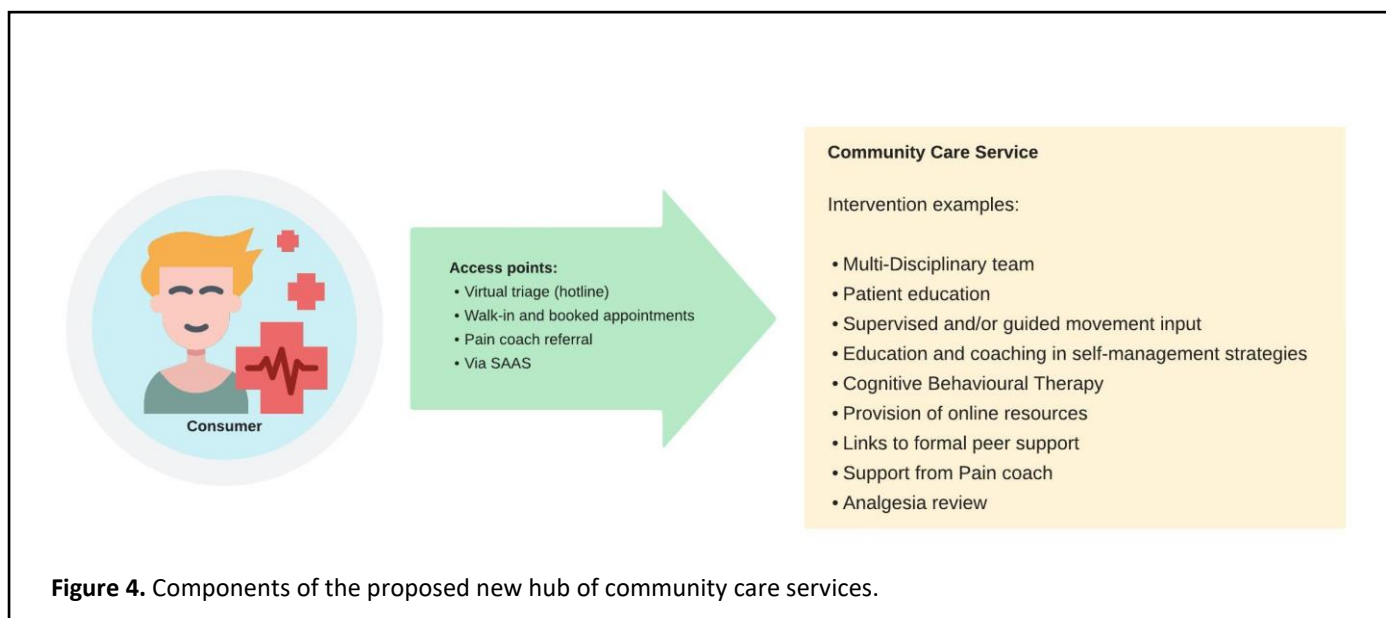 Consumer
Access points:
• Virtual triage (hotline)
• Walk-in and booked appointments
• Pain coach referral
• Via SAAS
Community Care Service
Intervention examples:
• Multi-Disciplinary team
• Patient education
• Supervised and/or guided movement input
• Education and coaching in self-management strategies
• Cognitive Behavioural Therapy
• Provision of online resources
• Links to formal peer support
• Support from Pain coach
• Analgesia review
Figure 4. Components of the proposed new hub of community care services.